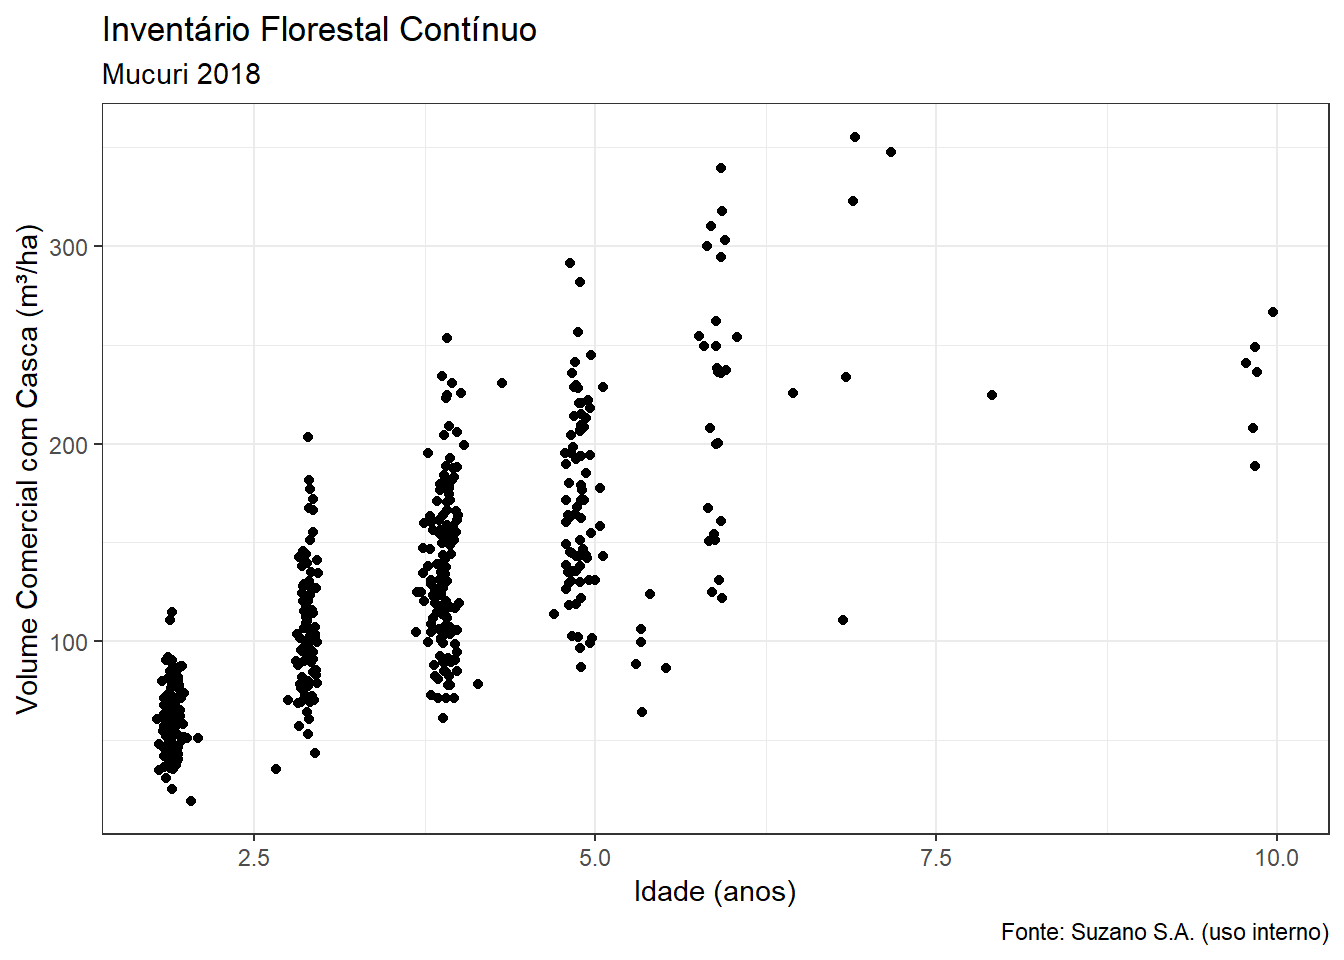 Inventário Florestal Contínuo
Mucuri 2018
Volume Comercial com Casca (m³/ha)
300
200
100
2.5
5.0
7.5
10.0
Idade (anos)
Fonte: Suzano S.A. (uso interno)